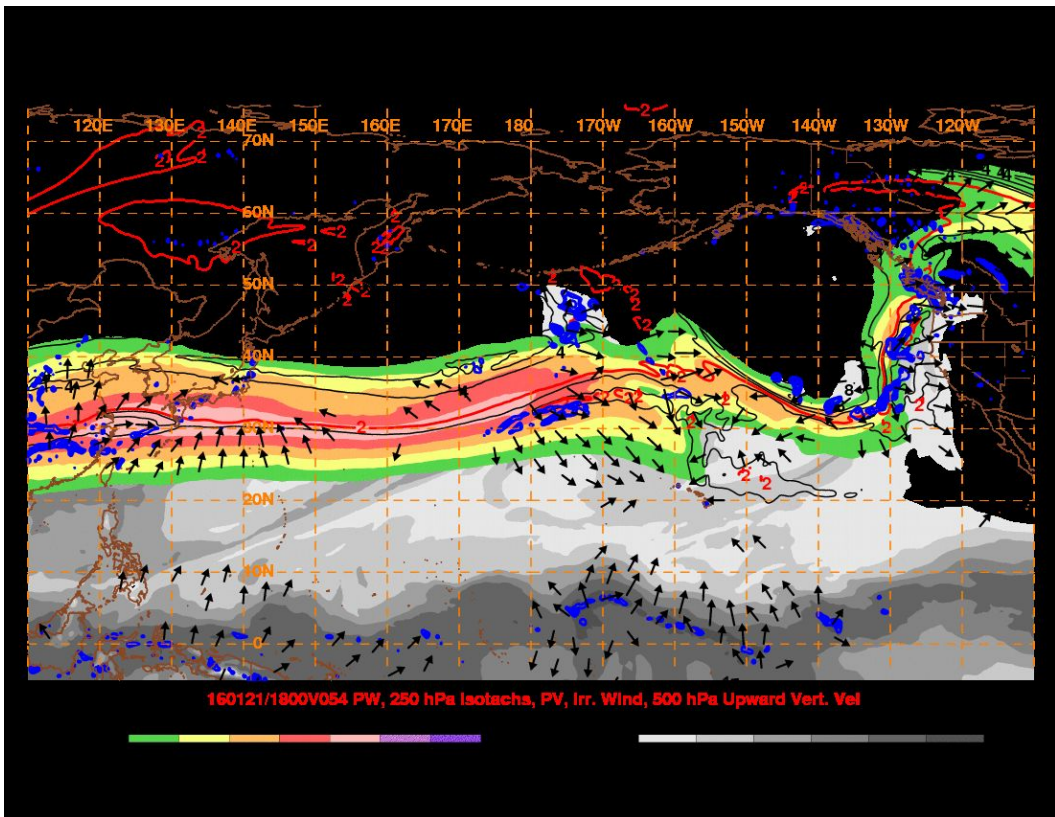 120E 130E 140E 150E 160E 170E 180 170W 160W 150W 140W 130W 120W
70N
60N
50N
40N
30N
20N
10N
0
160121/1800V054 PW, 250 hPa Isotachs, PV, Irr. Wind, 500 hPa Upward Vert. Vel